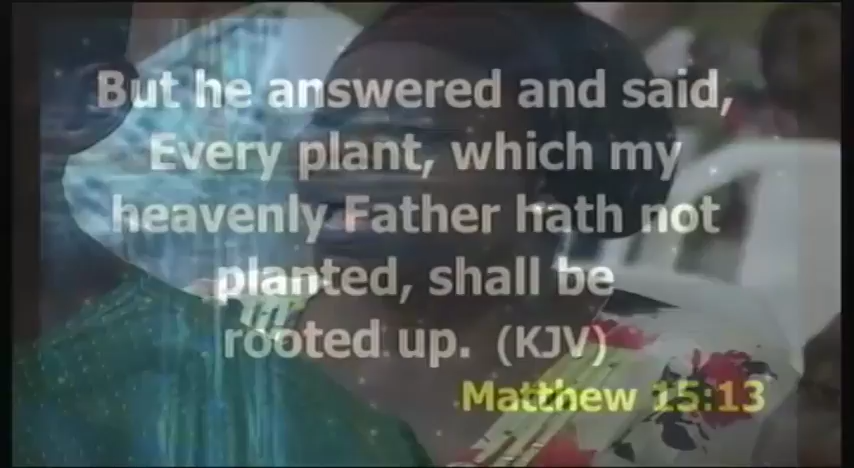 But he answered and said,
Every plant, which my
heavenly Father hath not
planted, shall be
rooted up. (KJV)
Matthew 15:13